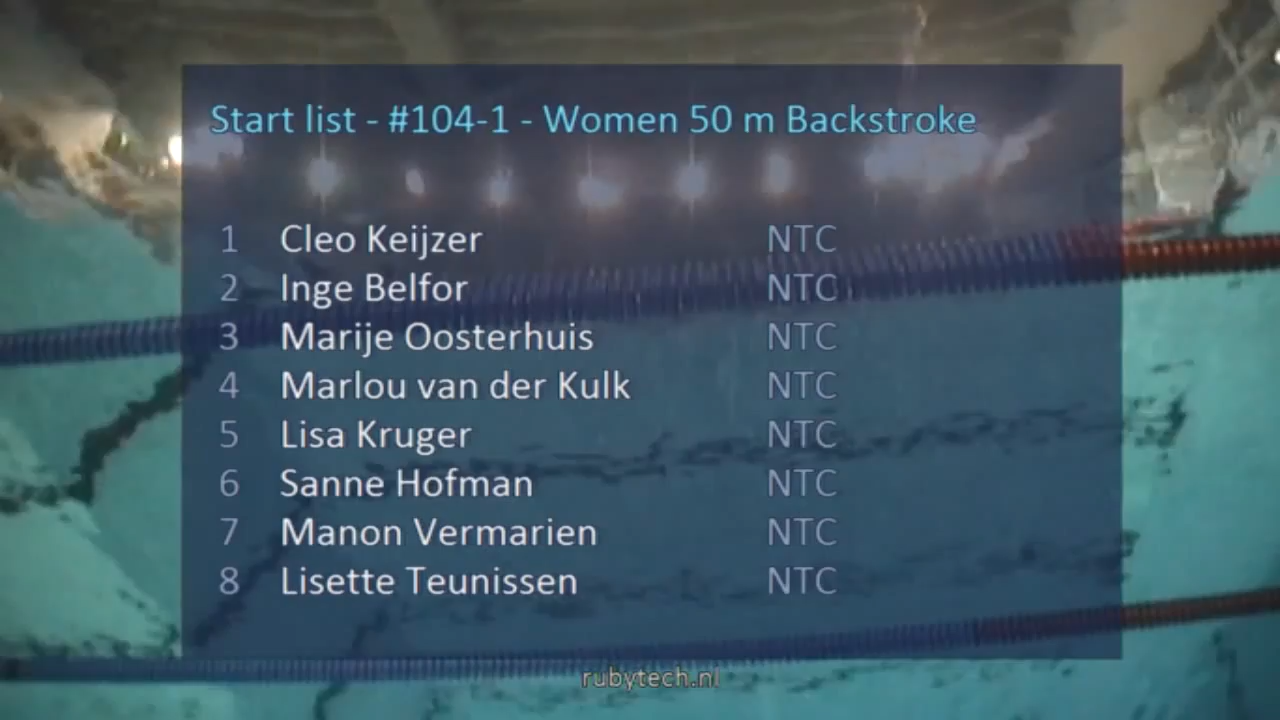 Start list - #104-1 - Women 50 m Backstroke
1 Cleo Keijzer NTC
2 Inge Belfor NTC
3 Marije Oosterhuis NTC
4 Marlou van der Kulk NTC
5 Lisa Kruger NTC
6 Sanne Hofman NTC
7 Manon Vermarien NTC
8 Lisette Teunissen NTC
rubytech.nl